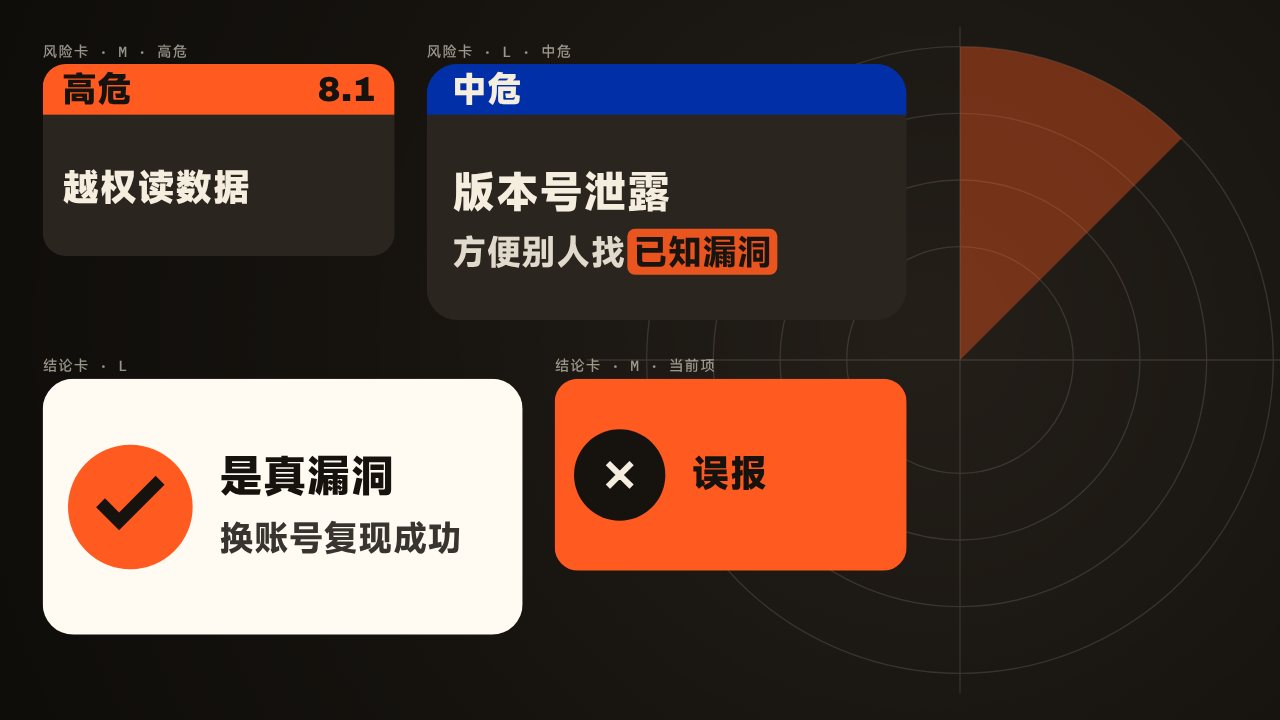 风险卡 · M · 高危
高危 8.1
越权读数据
风险卡 · L · 中危
中危
版本号泄露
方便别人找已知漏洞
结论卡 · L
是真漏洞
换账号复现成功
结论卡 · M · 当前项
误报